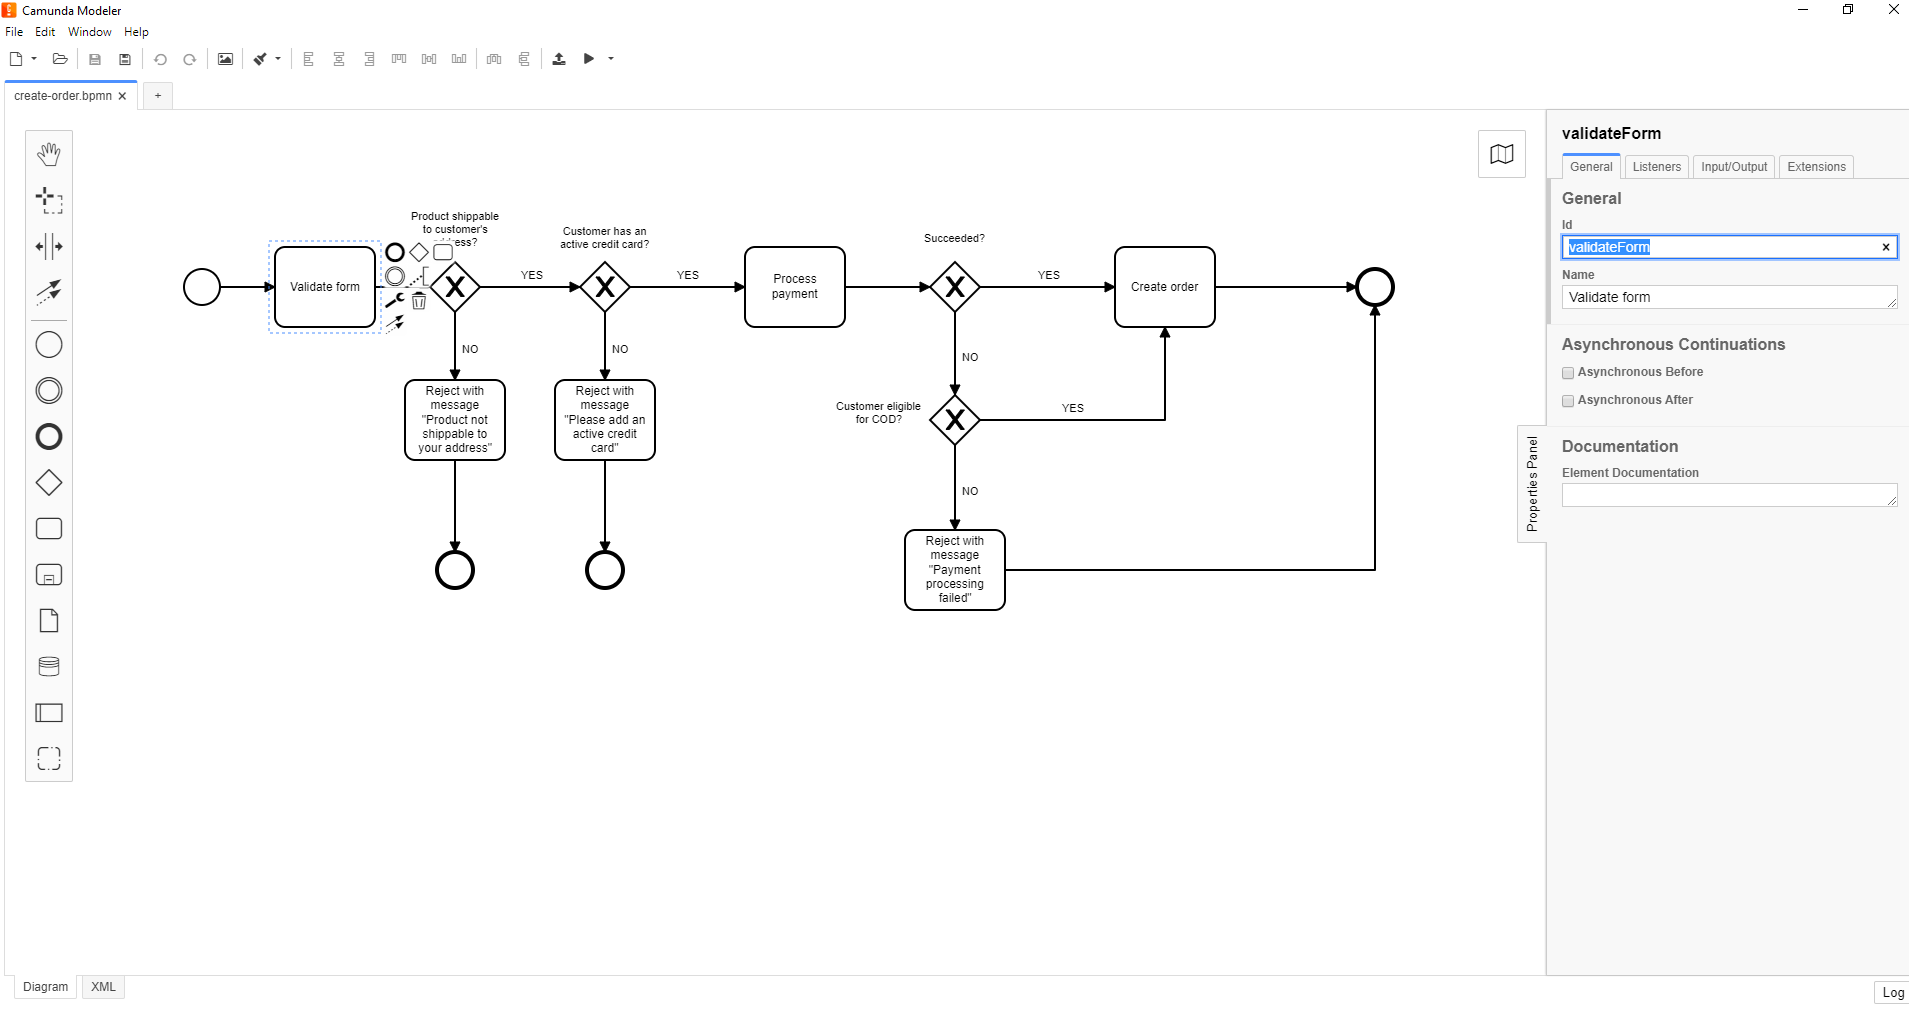 Camunda Modeler
File Edit Window Help
create-order.bpmn ×
+
validateForm
General Listeners Input/Output Extensions
General
Id
validateForm
Name
Validate form
Asynchronous Continuations
Asynchronous Before
Asynchronous After
Documentation
Element Documentation
Properties Panel
Validate form
Product shippable
to customer's
YES
NO
Reject with
message
"Product not
shippable to
your address"
Customer has an
active credit card?
YES
NO
Reject with
message
"Please add an
active credit
card"
Process
payment
Succeeded?
YES
NO
Create order
Customer eligible
for COD?
YES
NO
Reject with
message
"Payment
processing
failed"
Diagram XML
Log